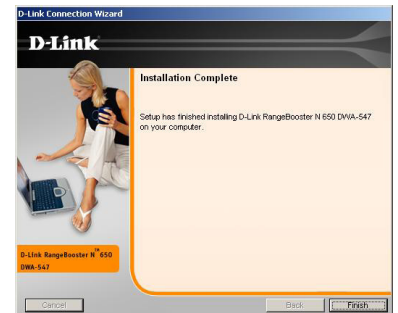 D-Link Connection Wizard
D-Link
Installation Complete
Setup has finished installing D-Link RangeBooster N 650 DWA-547
on your computer.
D-Link RangeBooster N™ 650
DWA-547
Cancel
Back
Finish